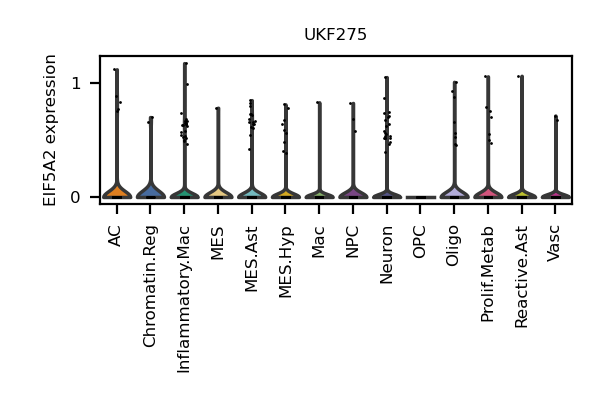 UKF275
EIF5A2 expression
1
0
AC
Chromatin.Reg
Inflammatory.Mac
MES
MES.Ast
MES.Hyp
Mac
NPC
Neuron
OPC
Oligo
Prolif.Metab
Reactive.Ast
Vasc